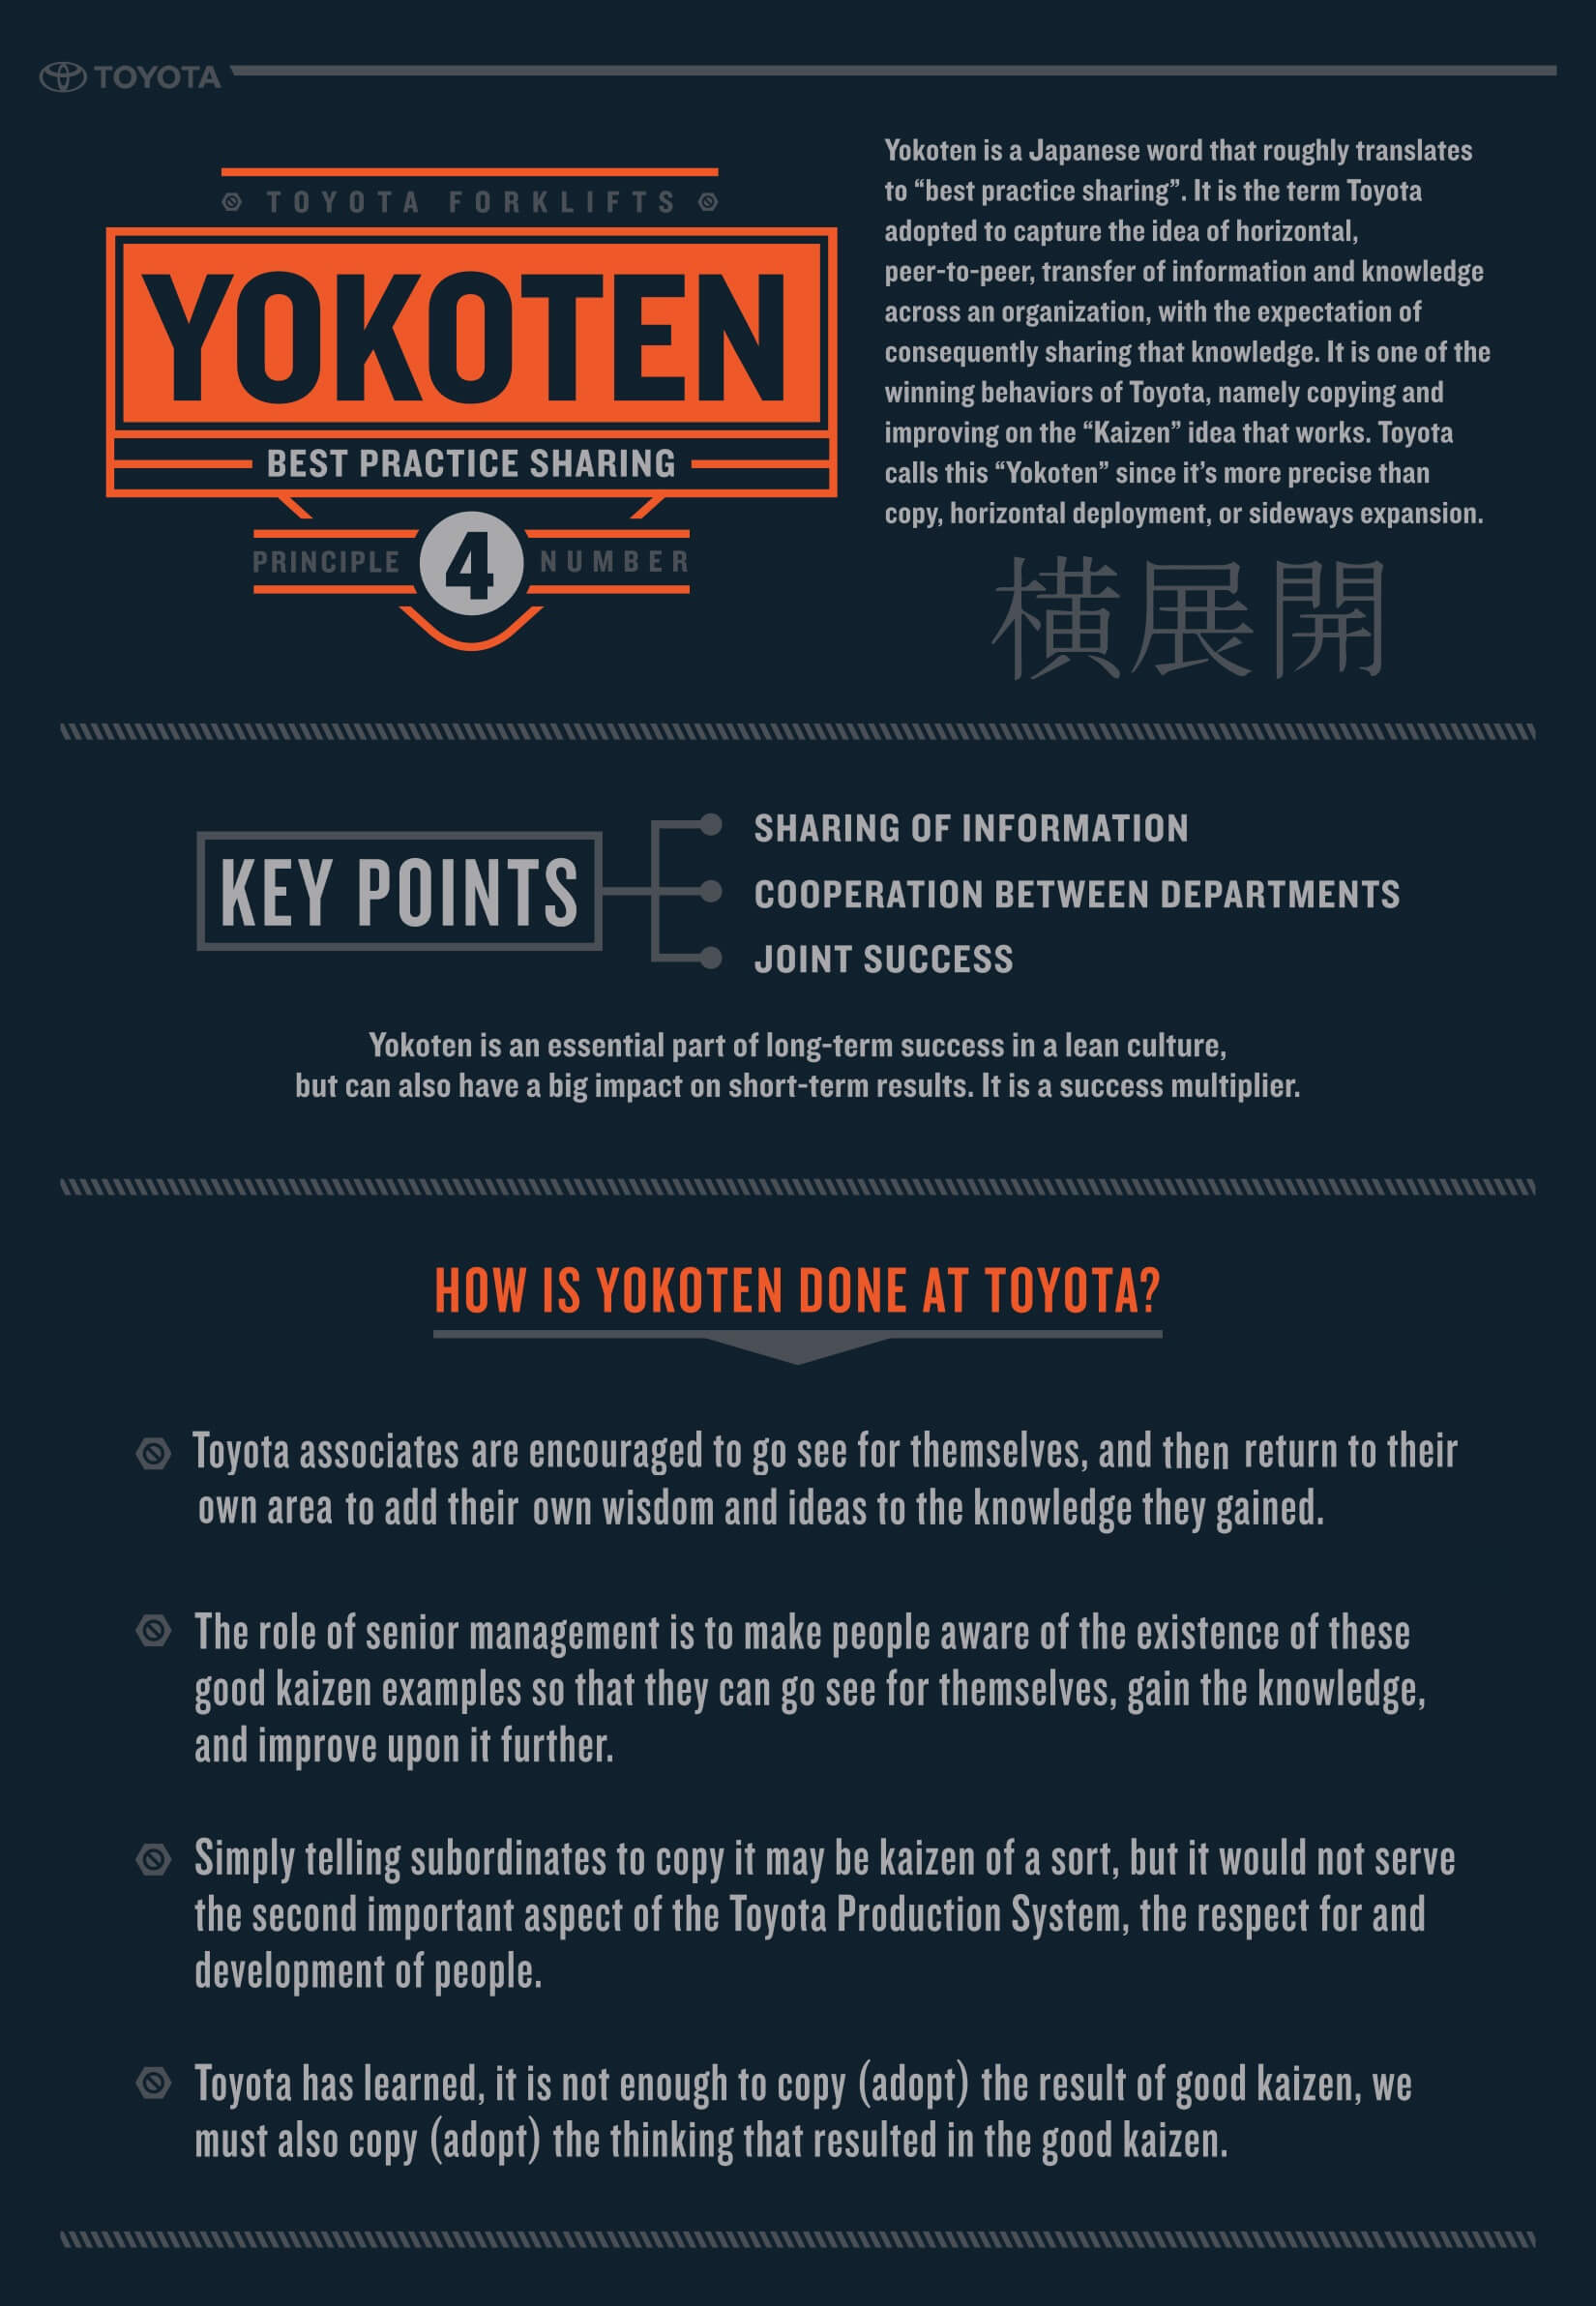 TOYOTA
TOYOTA FORKLIFTS
YOKOTEN
BEST PRACTICE SHARING
PRINCIPLE 4 NUMBER
Yokoten is a Japanese word that roughly translates
to “best practice sharing”. It is the term Toyota
adopted to capture the idea of horizontal,
peer-to-peer, transfer of information and knowledge
across an organization, with the expectation of
consequently sharing that knowledge. It is one of the
winning behaviors of Toyota, namely copying and
improving on the “Kaizen” idea that works. Toyota
calls this “Yokoten” since it’s more precise than
copy, horizontal deployment, or sideways expansion.
横展開
KEY POINTS
SHARING OF INFORMATION
COOPERATION BETWEEN DEPARTMENTS
JOINT SUCCESS
Yokoten is an essential part of long-term success in a lean culture,
but can also have a big impact on short-term results. It is a success multiplier.
HOW IS YOKOTEN DONE AT TOYOTA?
Toyota associates are encouraged to go see for themselves, and then return to their
own area to add their own wisdom and ideas to the knowledge they gained.
The role of senior management is to make people aware of the existence of these
good kaizen examples so that they can go see for themselves, gain the knowledge,
and improve upon it further.
Simply telling subordinates to copy it may be kaizen of a sort, but it would not serve
the second important aspect of the Toyota Production System, the respect for and
development of people.
Toyota has learned, it is not enough to copy (adopt) the result of good kaizen, we
must also copy (adopt) the thinking that resulted in the good kaizen.